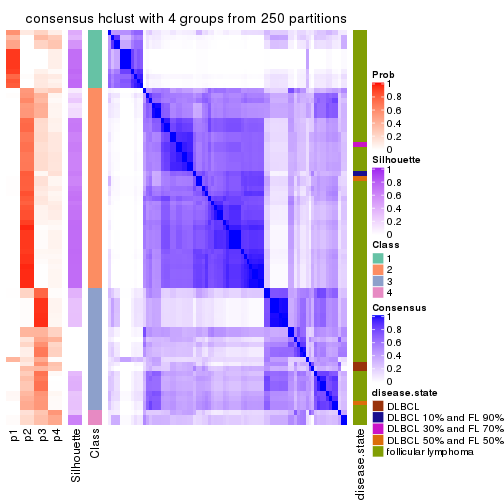 consensus hclust with 4 groups from 250 partitions
Prob
1
0.8
0.6
0.4
0.2
0
Silhouette
1
0.8
0.6
0.4
0.2
0
Class
1
2
3
4
Consensus
1
0.8
0.6
0.4
0.2
0
disease.state
DLBCL
DLBCL 10% and FL 90%
DLBCL 30% and FL 70%
DLBCL 50% and FL 50%
follicular lymphoma
p1
p2
p3
p4
Silhouette
Class
disease.state